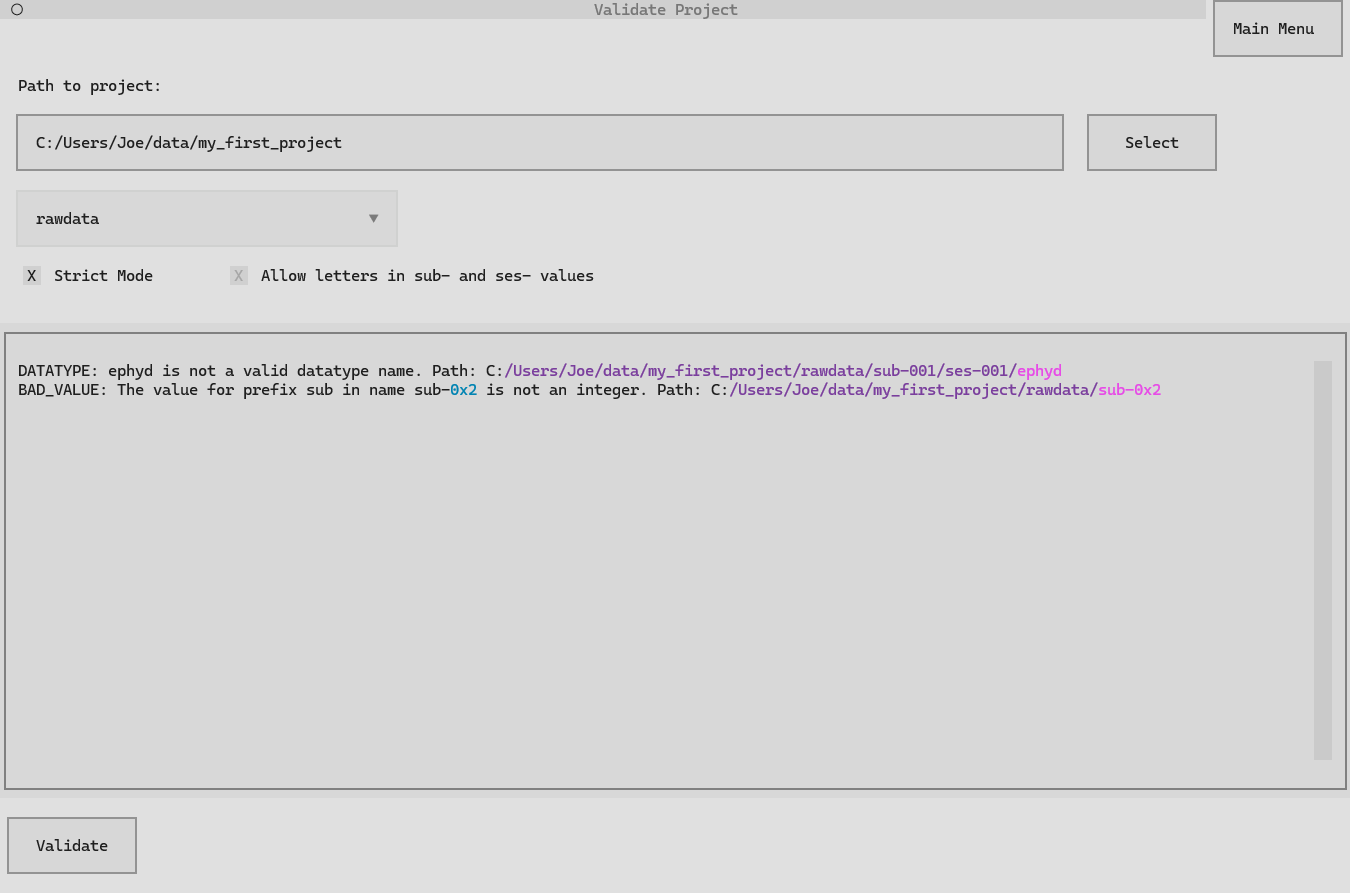 Validate Project
Main Menu
Path to project:
C:/Users/Joe/data/my_first_project
Select
rawdata
X Strict Mode X Allow letters in sub- and ses- values
DATATYPE: ephyd is not a valid datatype name. Path: C:/Users/Joe/data/my_first_project/rawdata/sub-001/ses-001/ephyd
BAD_VALUE: The value for prefix sub in name sub-0x2 is not an integer. Path: C:/Users/Joe/data/my_first_project/rawdata/sub-0x2
Validate